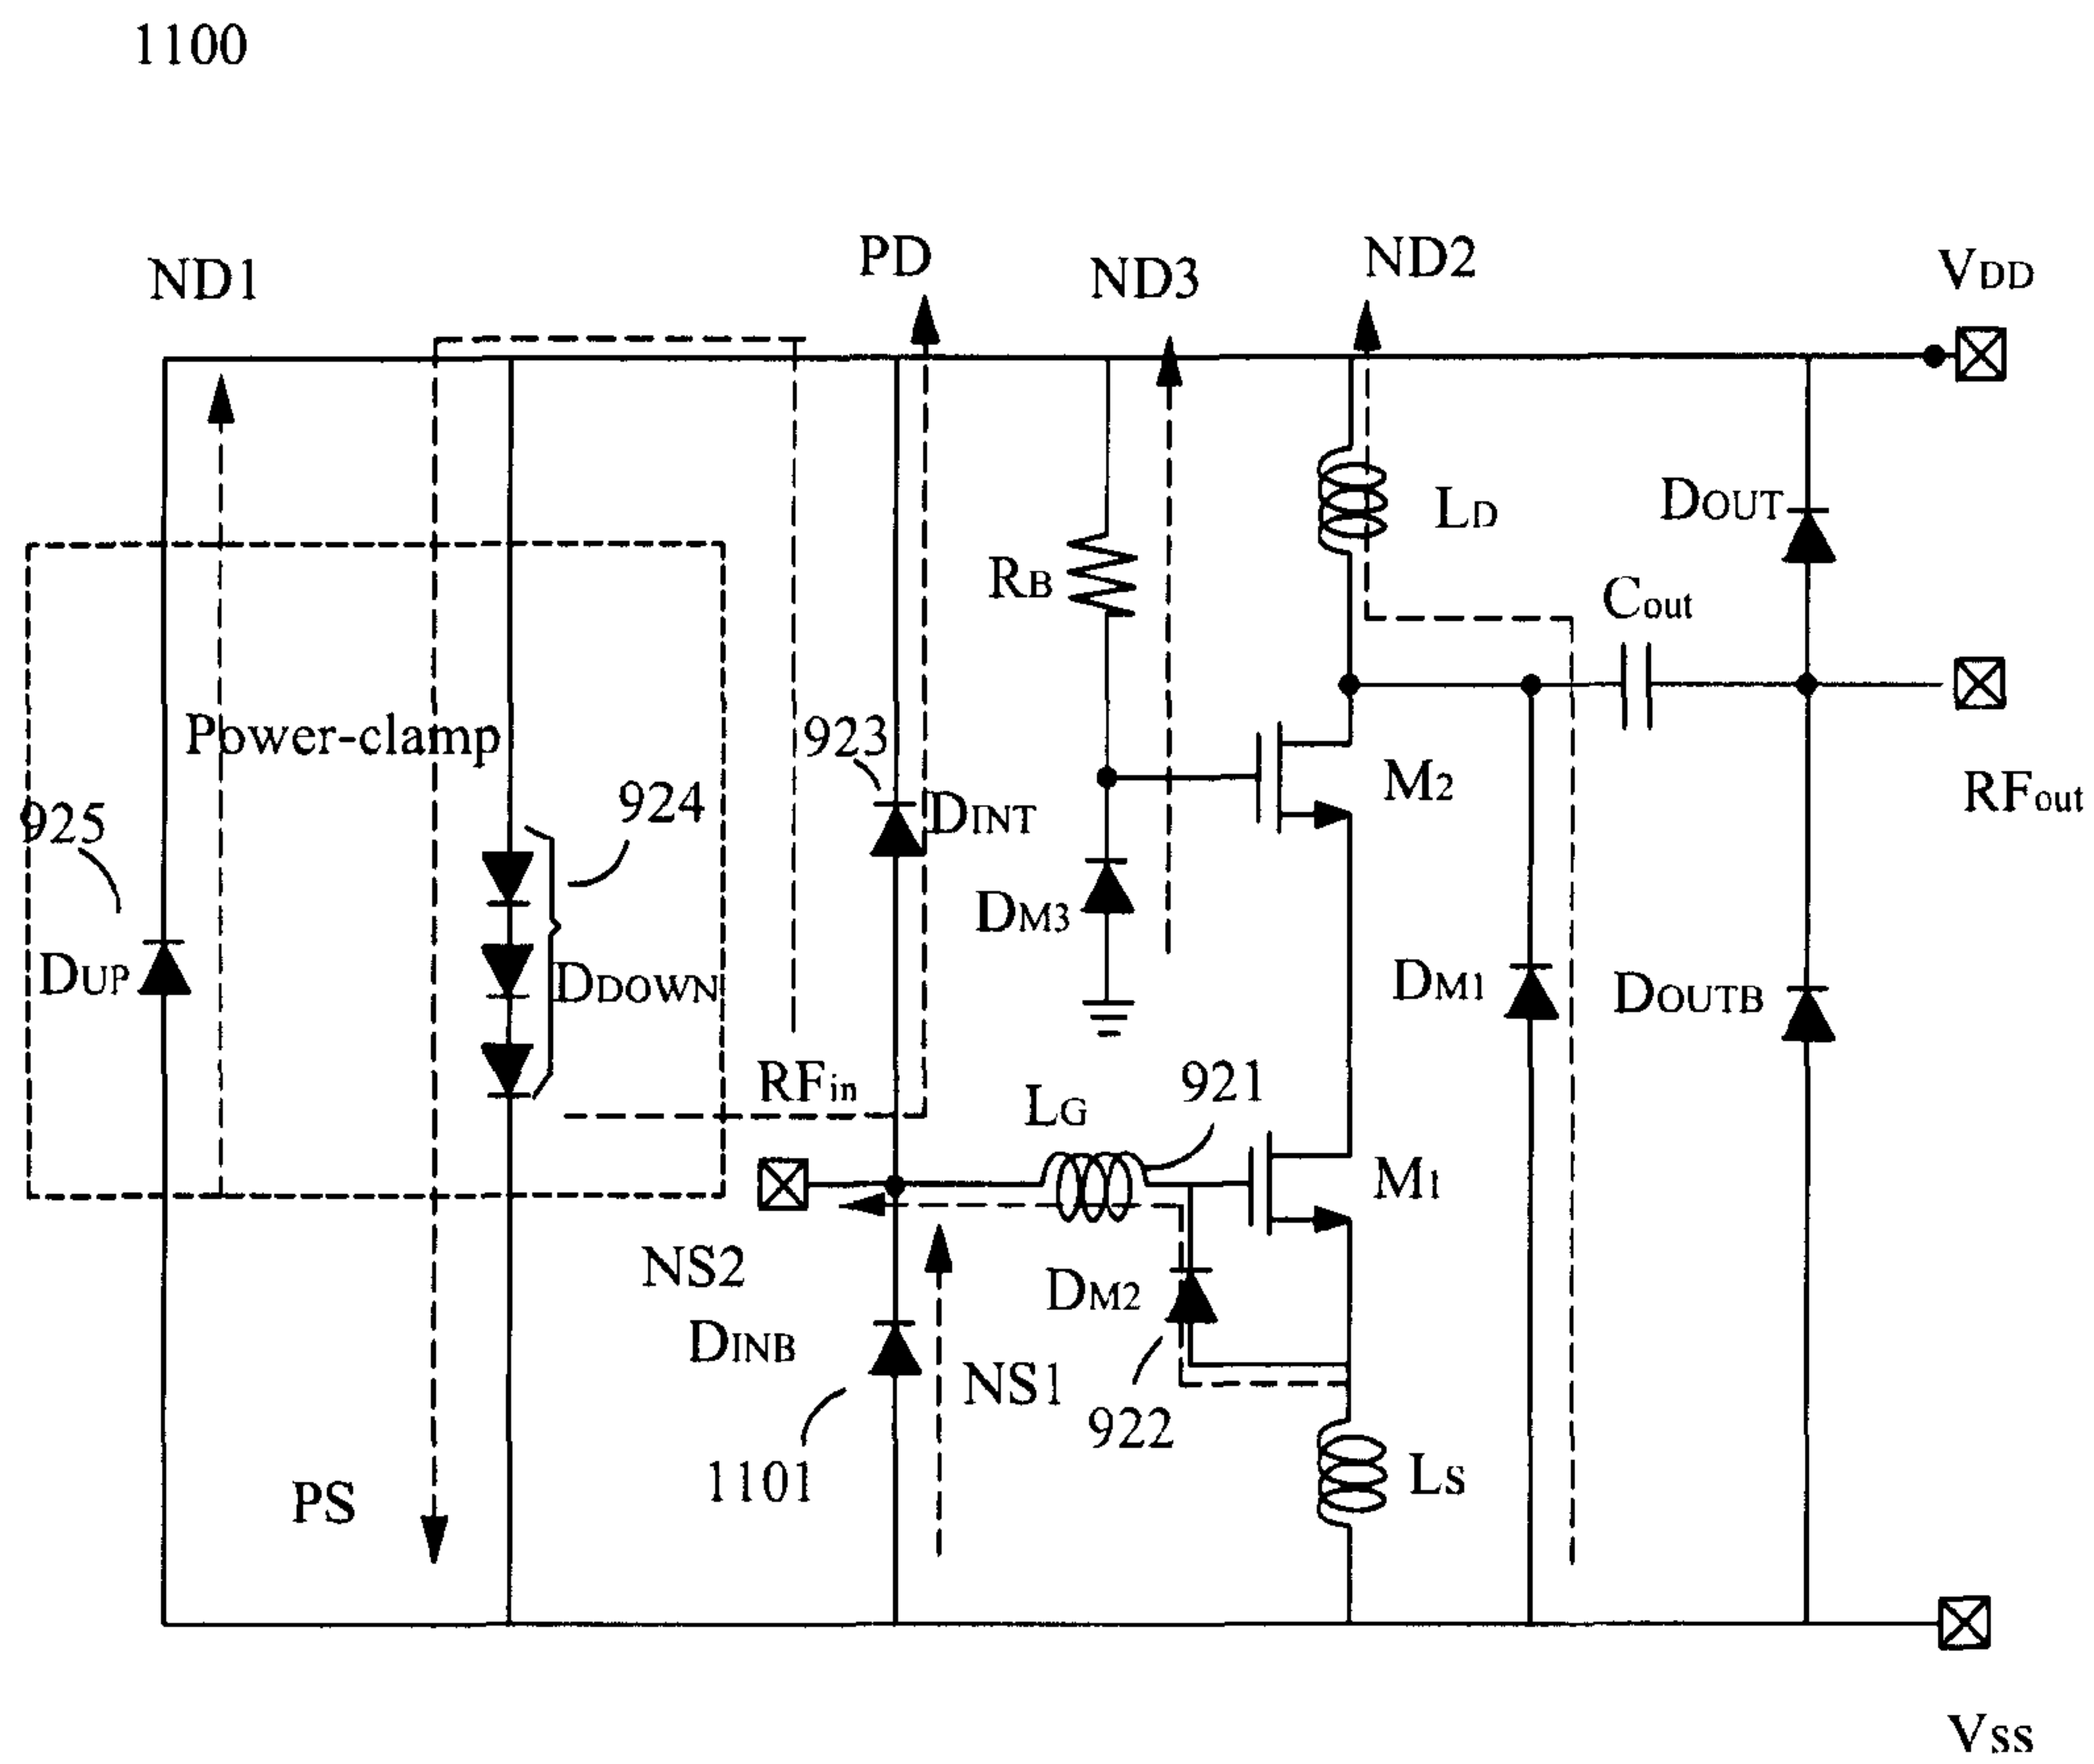 1100
ND1
PD
ND3
ND2
VDD
LD
DOUT
RB
Cout
Power-clamp
923
924
DINT
M2
RFout
925
DM3
DUP
DDOWN
DM1
DOUTB
RFin
LG
921
M1
NS2
DM2
DINB
NS1
922
1101
LS
PS
VSS